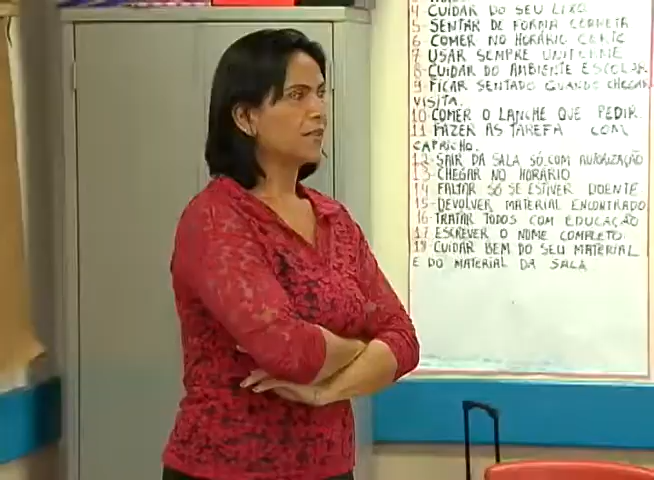 4 - CUIDAR DO SEU LIXO
5 - SENTAR DE FORMA CORRETA
6 - COMER NO HORÁRIO CERTO
7 - USAR SEMPRE UNIFORME
8 - CUIDAR DO AMBIENTE ESCOLAR
9 - FICAR SENTADO QUANDO CHEGAR
VISITA.
10 - COMER O LANCHE QUE PEDIR.
11 - FAZER AS TAREFA COM
CAPRICHO.
12 - SAIR DA SALA SÓ COM AUTORIZAÇÃO
13 - CHEGAR NO HORÁRIO
14 - FALTAR SÓ SE ESTIVER DOENTE
15 - DEVOLVER MATERIAL ENCONTRADO
16 - TRATAR TODOS COM EDUCAÇÃO
17 - ESCREVER O NOME COMPLETO
18 - CUIDAR BEM DO SEU MATERIAL
E DO MATERIAL DA SALA